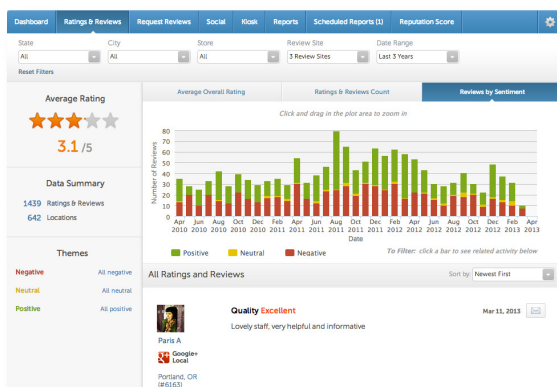 Dashboard Ratings & Reviews Request Reviews Social Kiosk Reports Scheduled Reports (1) Reputation Score
State City Store Review Site Date Range
All All All 3 Review Sites Last 3 Years
Reset Filters
Average Rating
3.1 /5
Data Summary
1439 Ratings & Reviews
642 Locations
Themes
Negative All negative
Neutral All neutral
Positive All positive
Average Overall Rating Ratings & Reviews Count Reviews by Sentiment
Click and drag in the plot area to zoom in
Number of Reviews
80
70
60
50
40
30
20
10
0
Apr Jun Aug Oct Dec Feb Apr Jun Aug Oct Dec Feb Apr Jun Aug Oct Dec Feb Apr
2010 2010 2010 2010 2010 2011 2011 2011 2011 2011 2011 2012 2012 2012 2012 2012 2012 2013 2013
Date
Positive Neutral Negative
To Filter: click a bar to see related activity below
All Ratings and Reviews Sort by: Newest First
Paris A
Google+
Local
Portland, OR
(#6163)
Quality Excellent Mar 11, 2013
Lovely staff, very helpful and informative